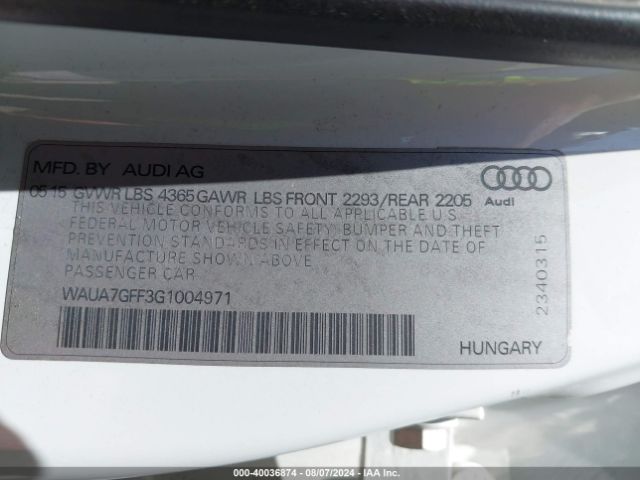 MFD. BY AUDI AG
05 15 GVWR LBS 4365 GAWR LBS FRONT 2293/REAR 2205
THIS VEHICLE CONFORMS TO ALL APPLICABLE U.S.
FEDERAL MOTOR VEHICLE SAFETY, BUMPER AND THEFT
PREVENTION STANDARDS IN EFFECT ON THE DATE OF
MANUFACTURE SHOWN ABOVE.
PASSENGER CAR
WAUA7GFF3G1004971
Audi
2340315
HUNGARY
000-40036874 - 08/07/2024 - IAA Inc.